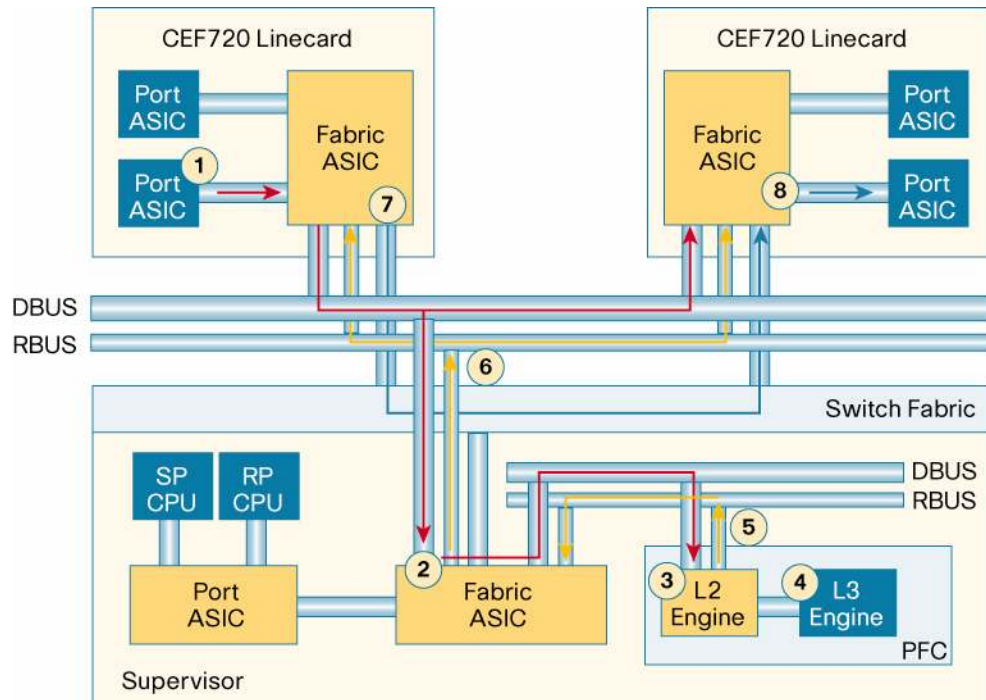 CEF720 Linecard
CEF720 Linecard
Port
ASIC
Fabric
ASIC
1
Port
ASIC
7
Fabric
ASIC
Port
ASIC
8
Port
ASIC
DBUS
RBUS
6
Switch Fabric
SP
CPU
RP
CPU
DBUS
RBUS
5
2
Port
ASIC
Fabric
ASIC
3
L2
Engine
4
L3
Engine
PFC
Supervisor